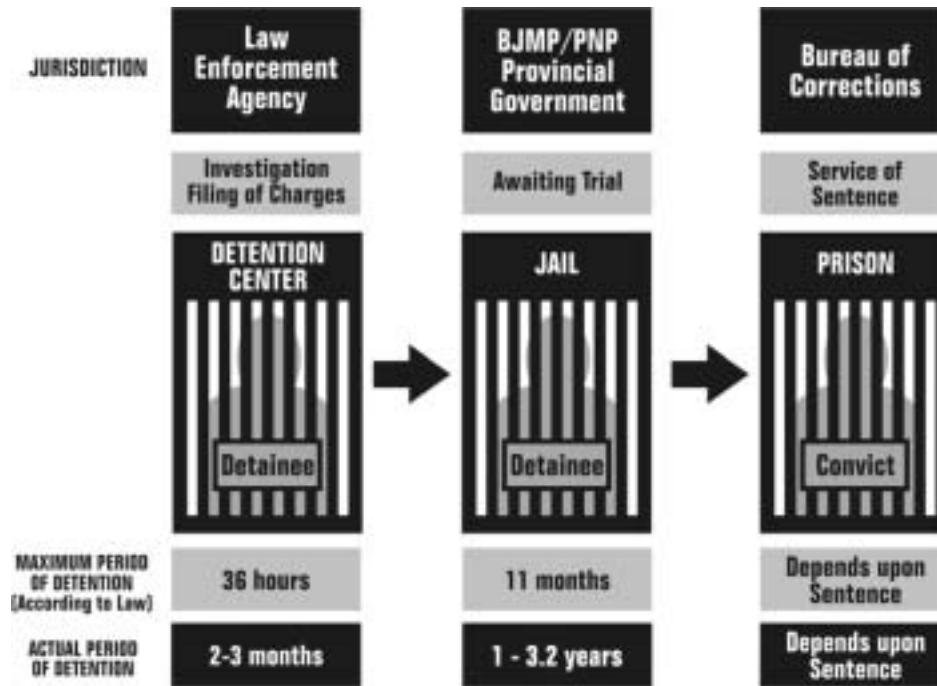 JURISDICTION
Law
Enforcement
Agency
BJMP/PNP
Provincial
Government
Bureau of
Corrections
Investigation
Filing of Charges
Awaiting Trial
Service of
Sentence
DETENTION
CENTER
JAIL
PRISON
Detainee
Detainee
Convict
MAXIMUM PERIOD
OF DETENTION
(According to Law)
36 hours
11 months
Depends upon
Sentence
ACTUAL PERIOD
OF DETENTION
2-3 months
1 - 3.2 years
Depends upon
Sentence